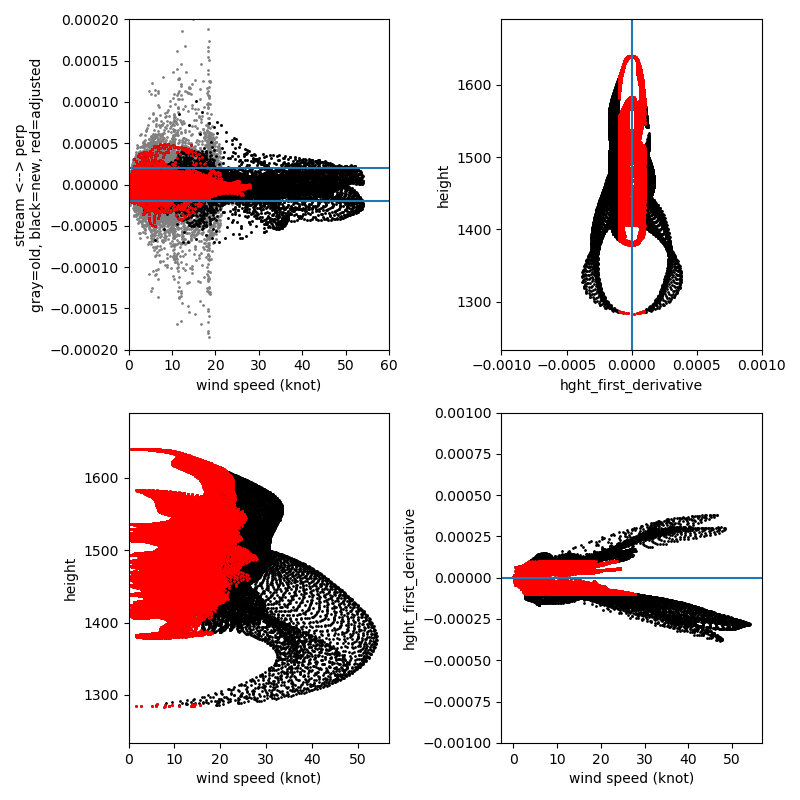 0.00020
0.00015
0.00010
0.00005
0.00000
−0.00005
−0.00010
−0.00015
−0.00020
stream <--> perp
gray=old, black=new, red=adjusted
0 10 20 30 40 50 60
wind speed (knot)
1600
1500
1400
1300
height
−0.0010 −0.0005 0.0000 0.0005 0.0010
hght_first_derivative
1600
1500
1400
1300
height
0 10 20 30 40 50
wind speed (knot)
0.00100
0.00075
0.00050
0.00025
0.00000
−0.00025
−0.00050
−0.00075
−0.00100
hght_first_derivative
0 10 20 30 40 50
wind speed (knot)